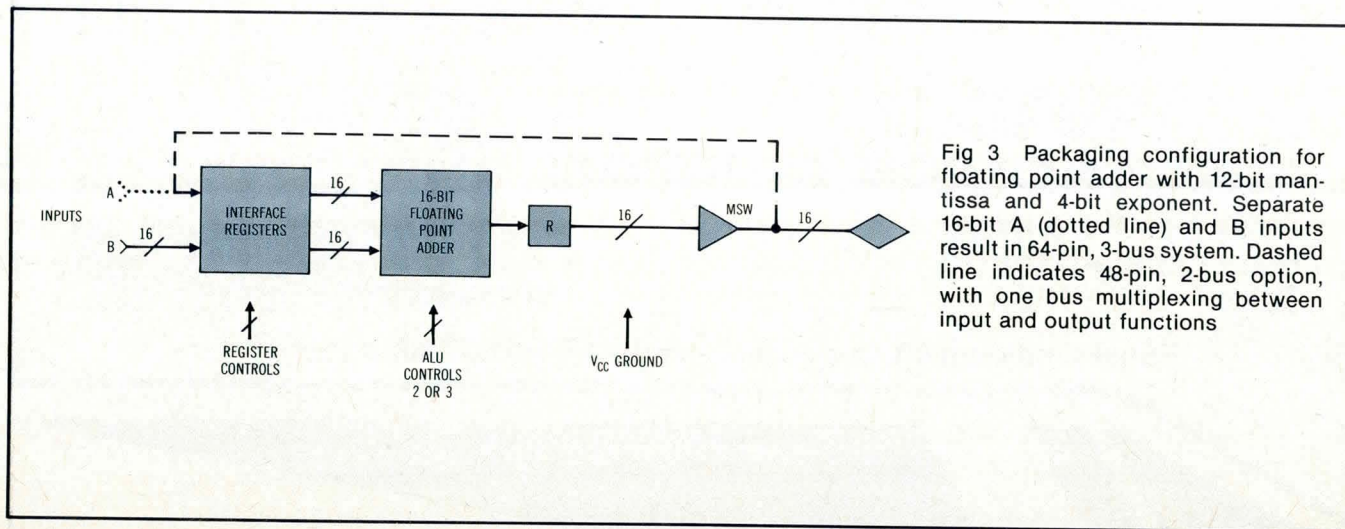 INPUTS
A
B
16
INTERFACE
REGISTERS
16
16
16-BIT
FLOATING
POINT
ADDER
R
16
MSW
16
REGISTER
CONTROLS
ALU
CONTROLS
2 OR 3
VCC GROUND
Fig 3 Packaging configuration for
floating point adder with 12-bit man-
tissa and 4-bit exponent. Separate
16-bit A (dotted line) and B inputs
result in 64-pin, 3-bus system. Dashed
line indicates 48-pin, 2-bus option,
with one bus multiplexing between
input and output functions